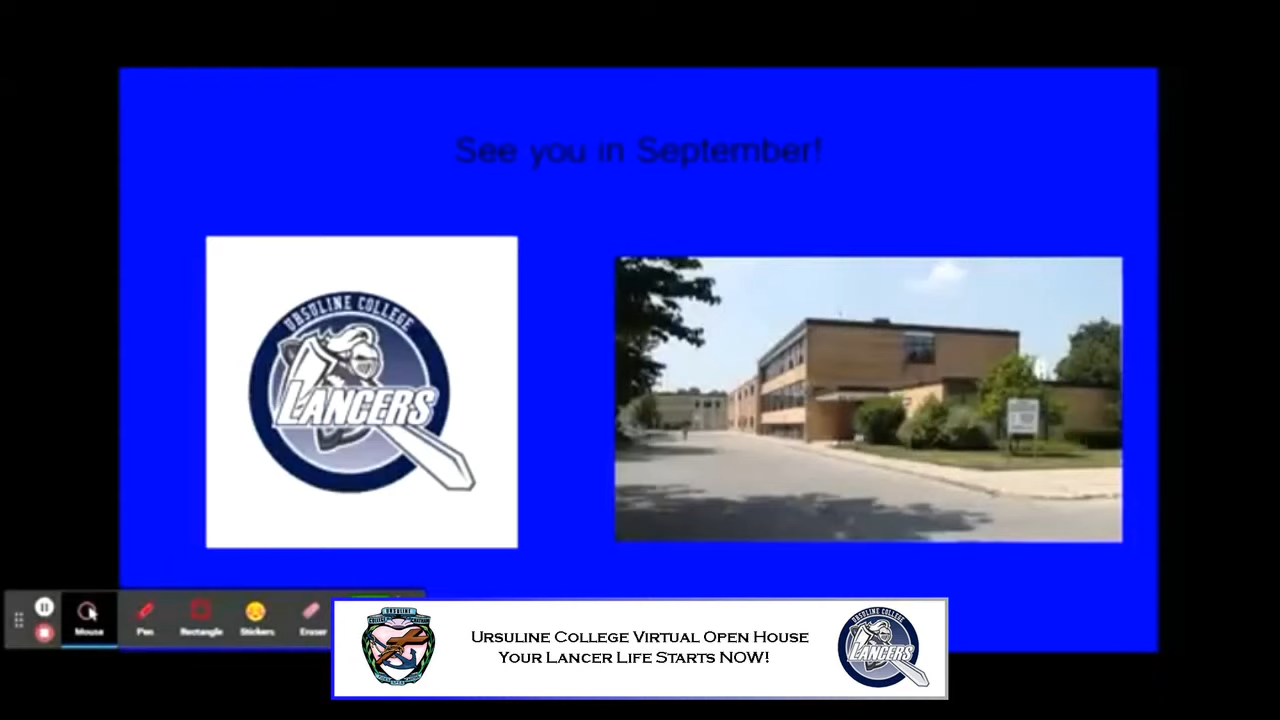 See you in September!
URSULINE COLLEGE
LANCERS
Mouse
Pen
Rectangle
Stickers
Eraser
URSULINE
URSULINE COLLEGE VIRTUAL OPEN HOUSE
YOUR LANCER LIFE STARTS NOW!
URSULINE COLLEGE
LANCERS